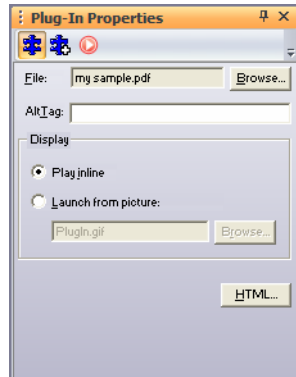 Plug-In Properties
File: my sample.pdf Browse...
AltTag:
Display
Play inline
Launch from picture:
PlugIn.gif Browse...
HTML...